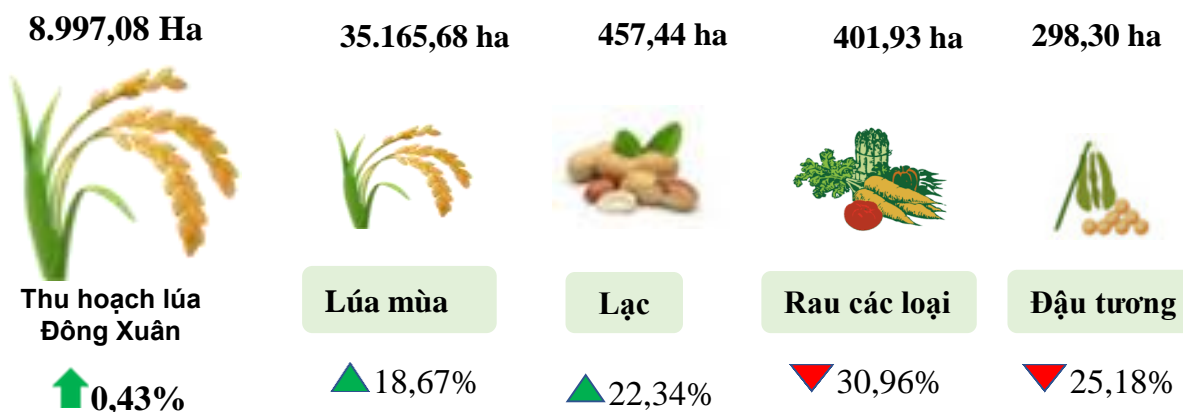 8.997,08 Ha
35.165,68 ha
457,44 ha
401,93 ha
298,30 ha
Thu hoạch lúa
Đông Xuân
Lúa mùa
Lạc
Rau các loại
Đậu tương
0,43%
18,67%
22,34%
30,96%
25,18%